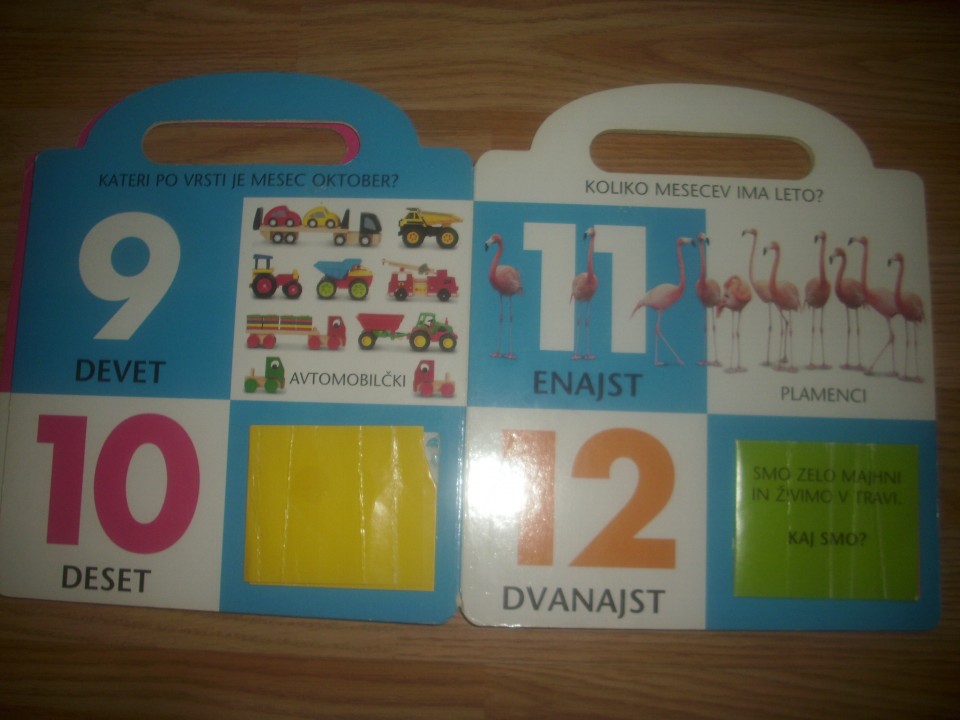 KATERI PO VRSTI JE MESEC OKTOBER?
9
DEVET
AVTOMOBILČKI
10
DESET
KOLIKO MESECEV IMA LETO?
11
ENAJST
PLAMENCI
12
DVANAJST
SMO ZELO MAJHNI
IN ŽIVIMO V TRAVI.
KAJ SMO?